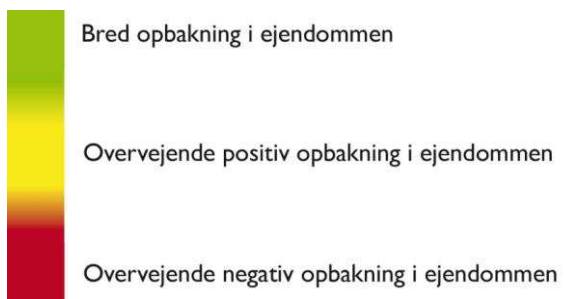 Bred opbakning i ejendommen
Overvejende positiv opbakning i ejendommen
Overvejende negativ opbakning i ejendommen